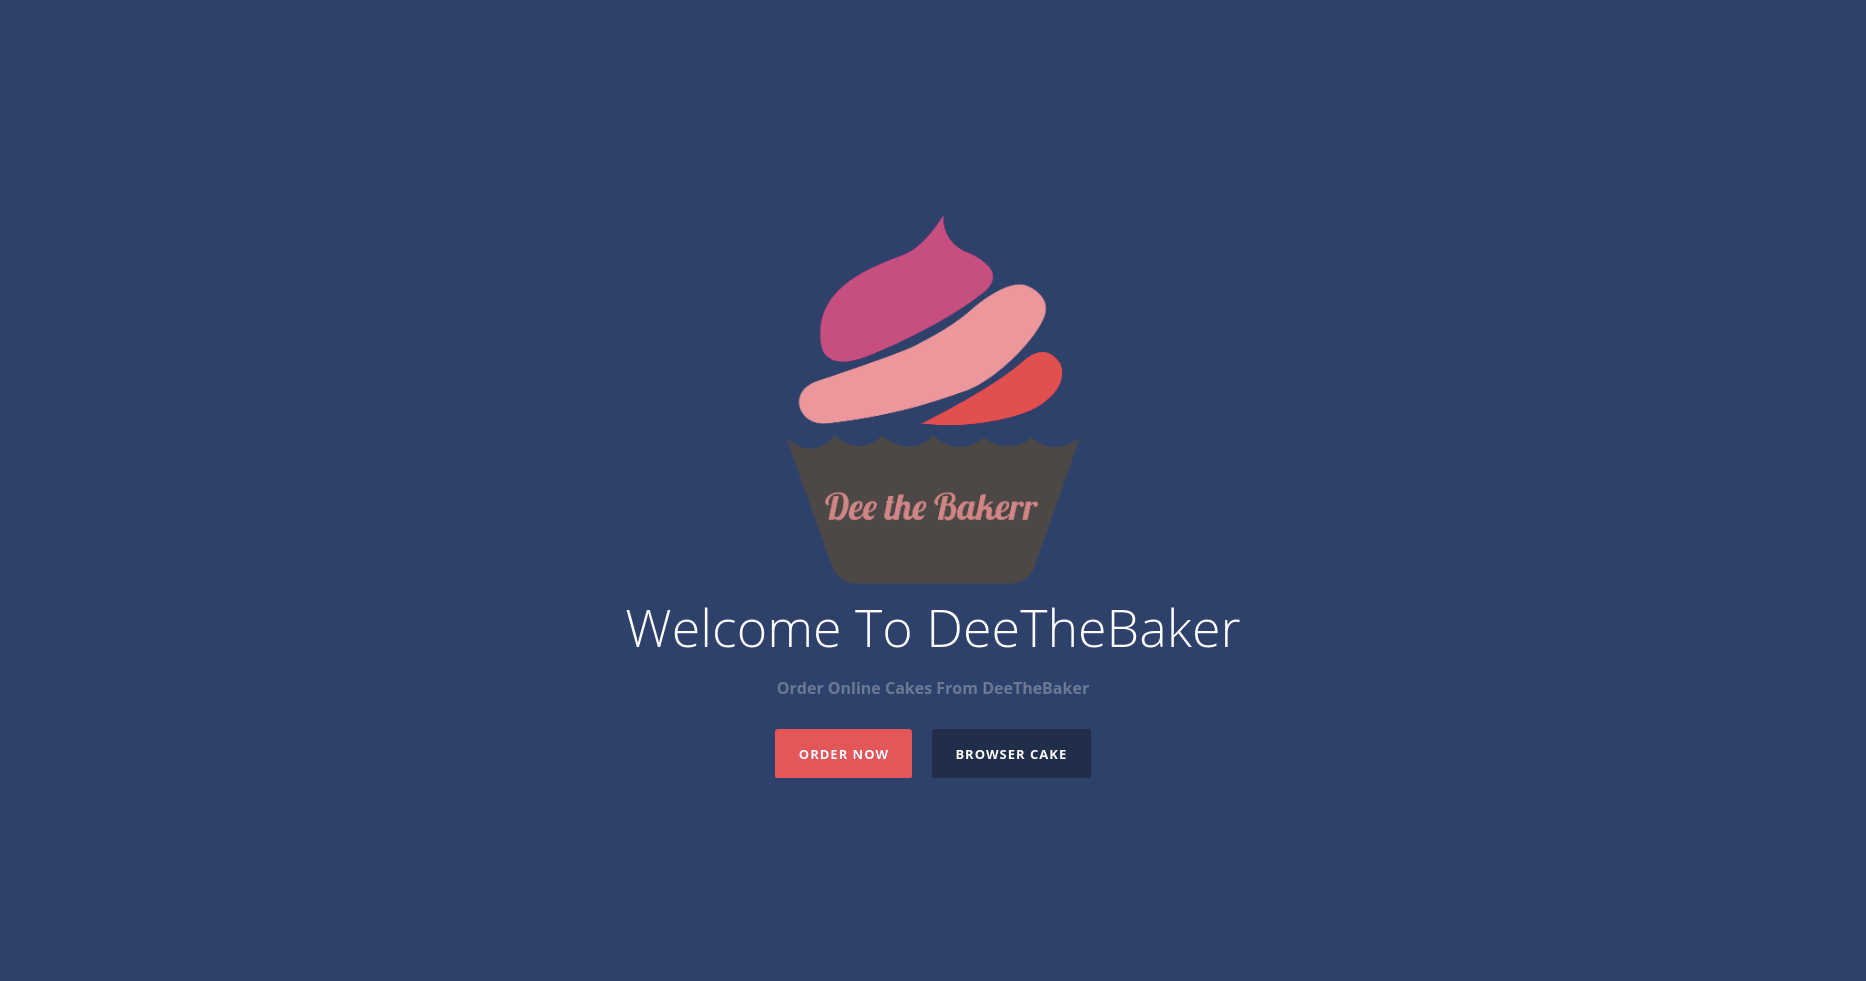 Dee the Bakerr
Welcome To DeeTheBaker
Order Online Cakes From DeeTheBaker
ORDER NOW
BROWSER CAKE